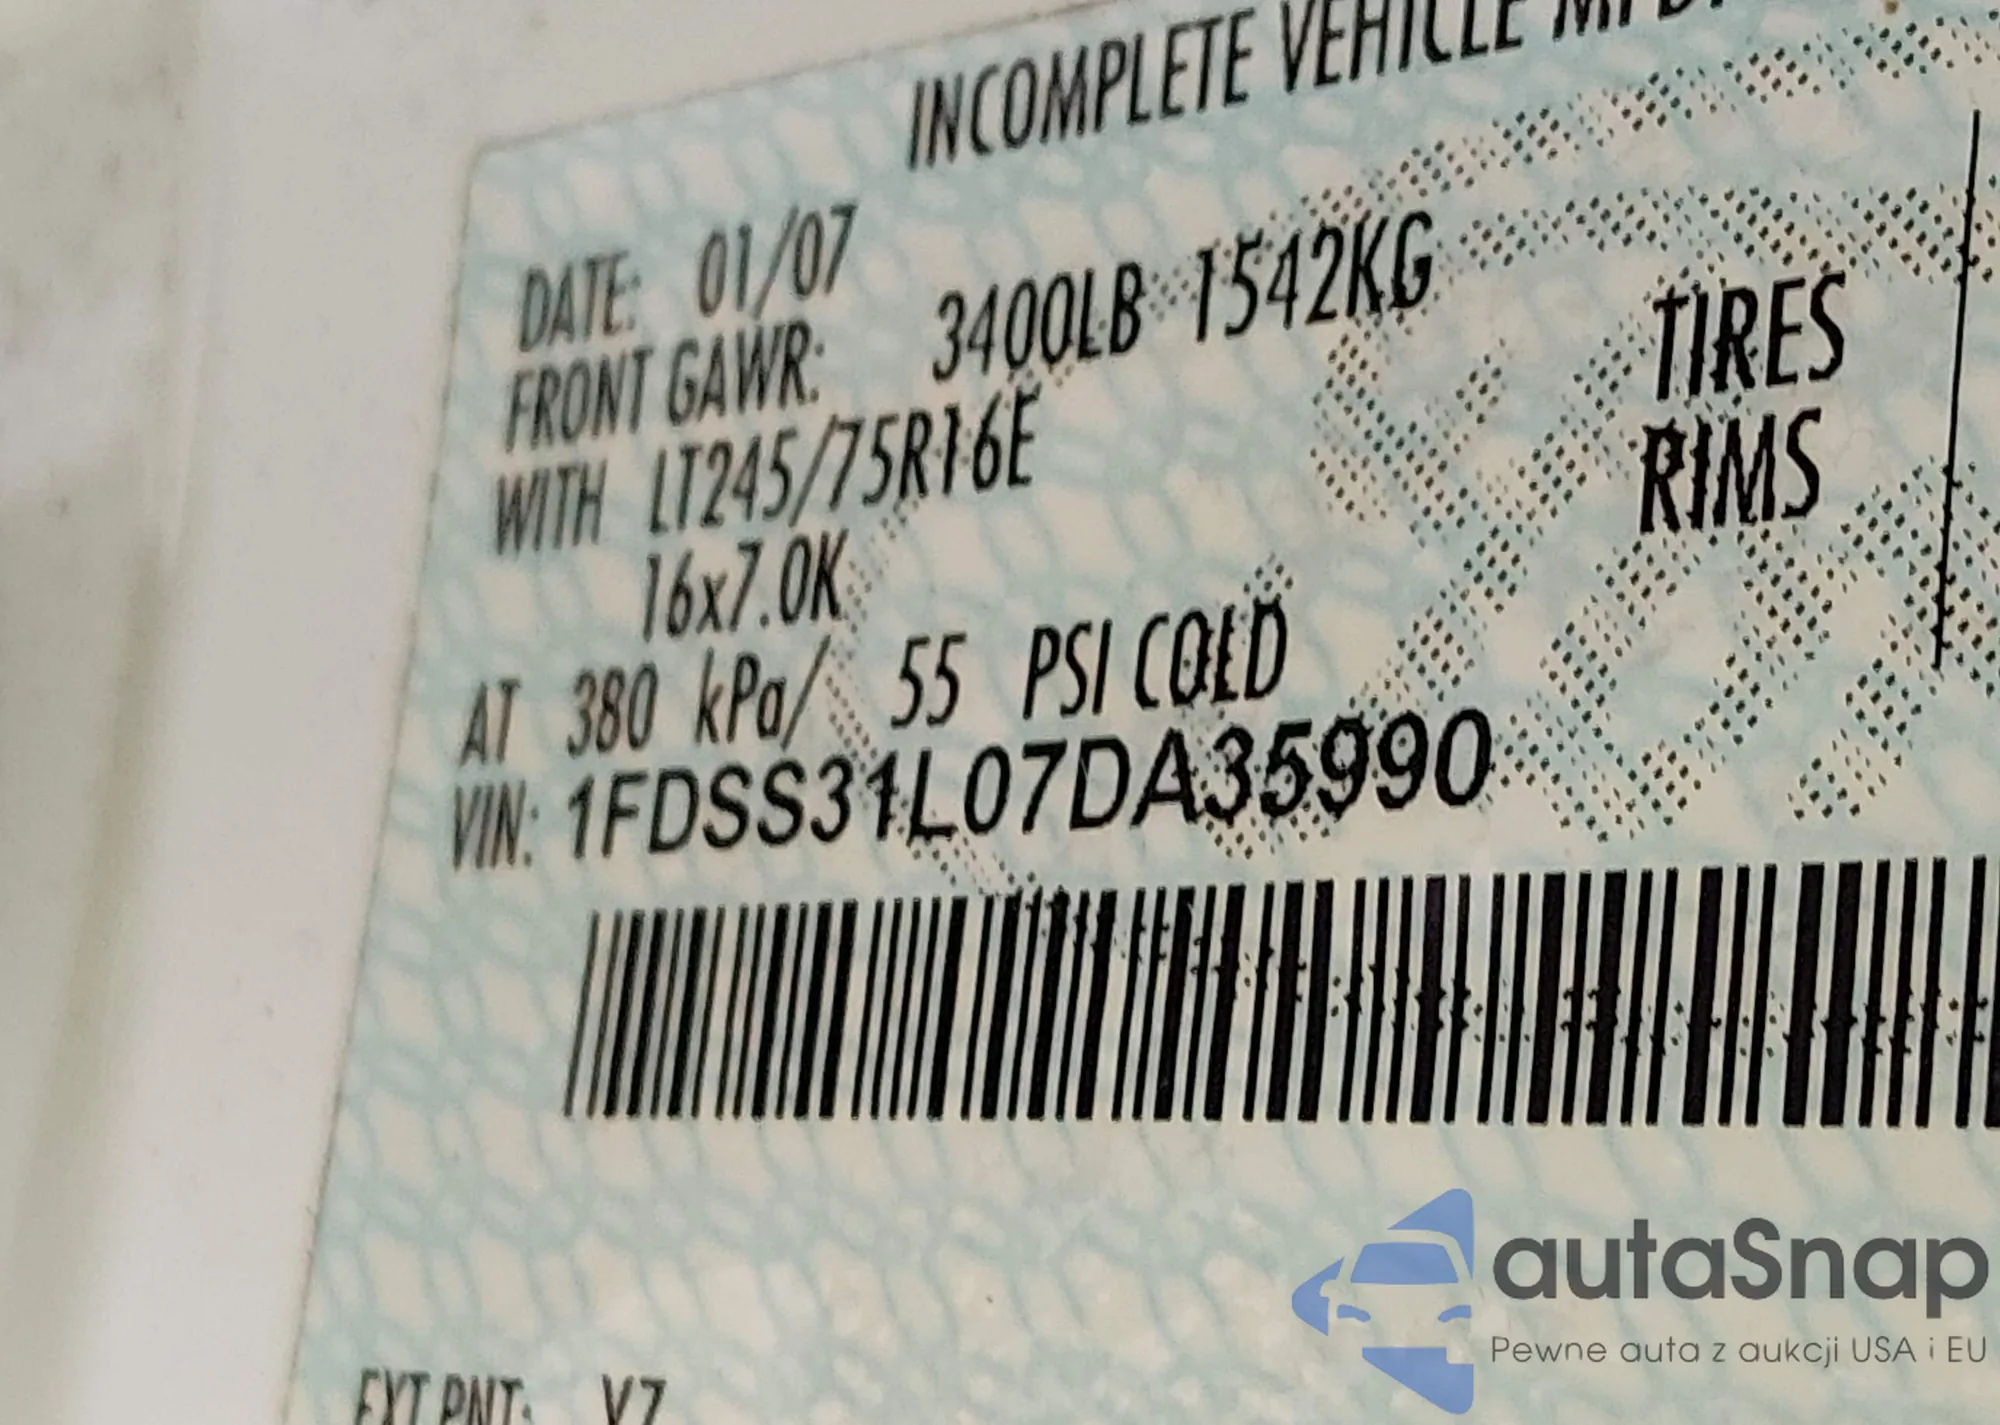 INCOMPLETE VEHICLE
DATE: 01/07
FRONT GAWR: 3400LB 1542KG
WITH LT245/75R16E TIRES
16x7.0K RIMS
AT 380 kPa/ 55 PSI COLD
VIN: 1FDSS31L07DA35990
EXT PNT:
autaSnap
Pewne auta z aukcji USA i EU